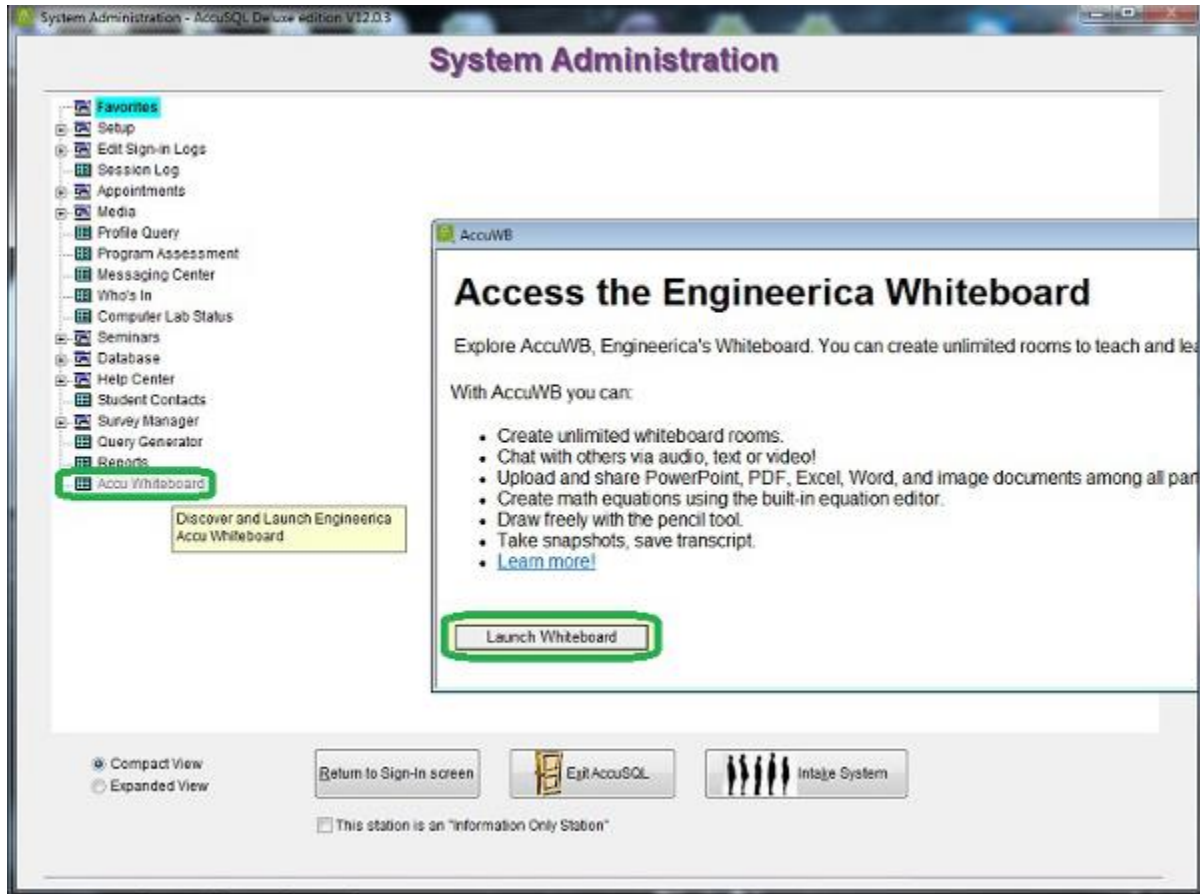 System Administration - AccuSQL Deluxe edition V12.0.3
System Administration
Favorites
Setup
Edit Sign-in Logs
Session Log
Appointments
Media
Profile Query
Program Assessment
Messaging Center
Who's In
Computer Lab Status
Seminars
Database
Help Center
Student Contacts
Survey Manager
Query Generator
Reports
Accu Whiteboard
Discover and Launch Engineerica
Accu Whiteboard
AccuWB
Access the Engineerica Whiteboard
Explore AccuWB, Engineerica's Whiteboard. You can create unlimited rooms to teach and lea
With AccuWB you can:
• Create unlimited whiteboard rooms.
• Chat with others via audio, text or video!
• Upload and share PowerPoint, PDF, Excel, Word, and image documents among all par
• Create math equations using the built-in equation editor.
• Draw freely with the pencil tool.
• Take snapshots, save transcript.
• Learn more!
Launch Whiteboard
Compact View
Expanded View
Return to Sign-In screen
Exit AccuSQL
Intake System
This station is an "Information Only Station"